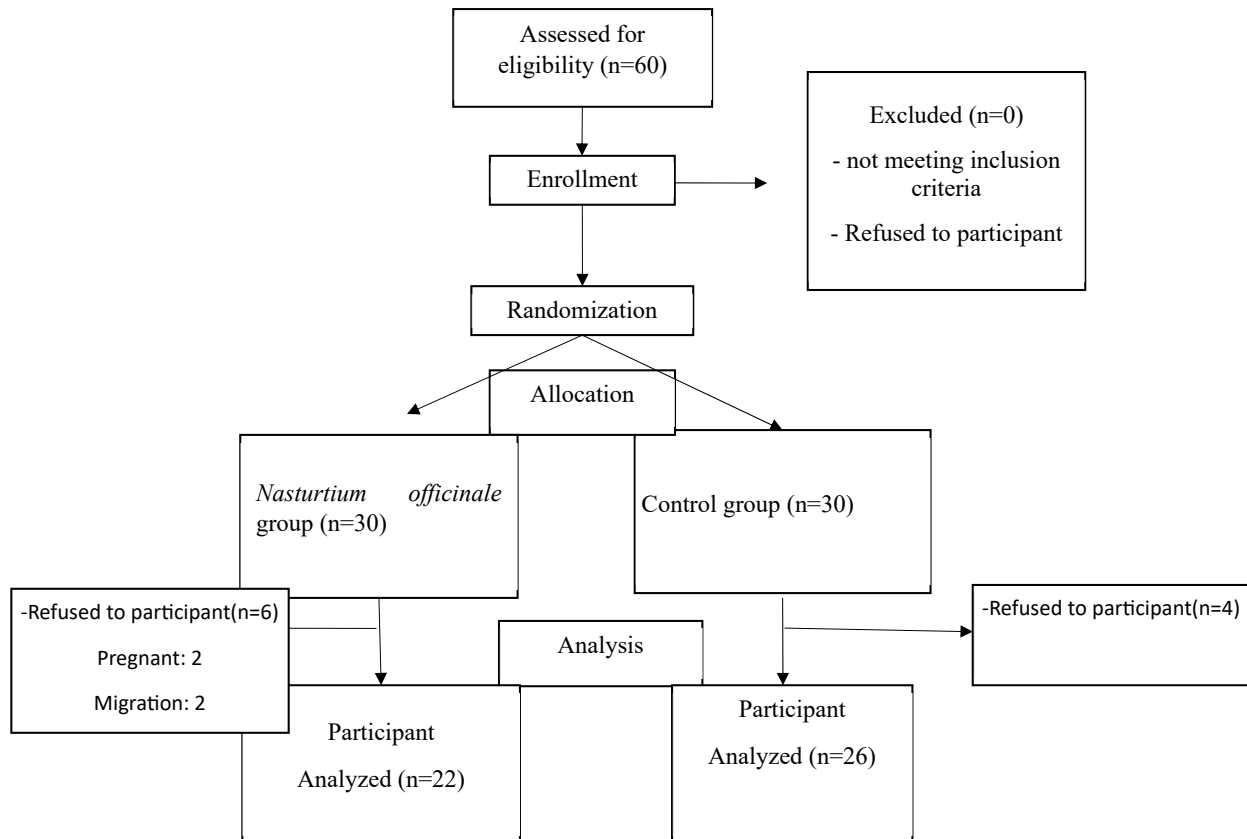 Assessed for
eligibility (n=60)
Excluded (n=0)
- not meeting inclusion
criteria
- Refused to participant
Enrollment
Randomization
Allocation
Nasturtium officinale
group (n=30)
Control group (n=30)
-Refused to participant(n=6)
Pregnant: 2
Migration: 2
-Refused to participant(n=4)
Analysis
Participant
Analyzed (n=22)
Participant
Analyzed (n=26)